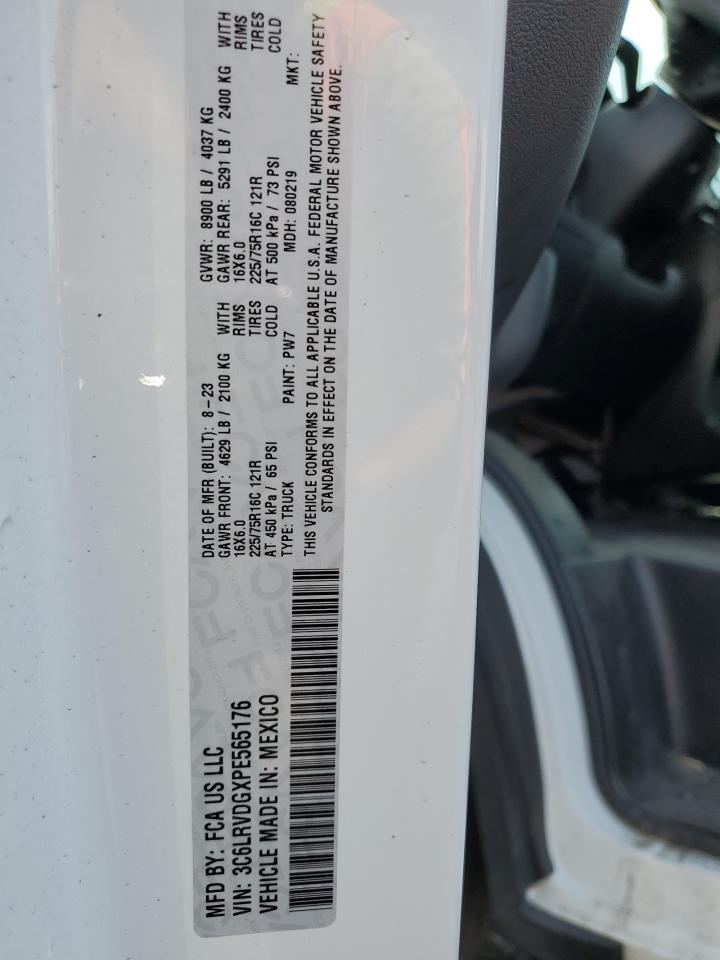 MFD BY: FCA US LLC
VIN: 3C6LRVDGXPE565176
VEHICLE MADE IN: MEXICO
DATE OF MFR (BUILT): 8-23 GVWR: 8900 LB / 4037 KG
GAWR FRONT: 4629 LB / 2100 KG WITH GAWR REAR: 5291 LB / 2400 KG WITH
16X6.0 RIMS 16X6.0 RIMS
225/75R16C 121R TIRES 225/75R16C 121R TIRES
AT 450 kPa / 65 PSI COLD AT 500 kPa / 73 PSI COLD
TYPE: TRUCK PAINT: PW7 MDH: 080219 MKT:
THIS VEHICLE CONFORMS TO ALL APPLICABLE U.S.A. FEDERAL MOTOR VEHICLE SAFETY
STANDARDS IN EFFECT ON THE DATE OF MANUFACTURE SHOWN ABOVE.